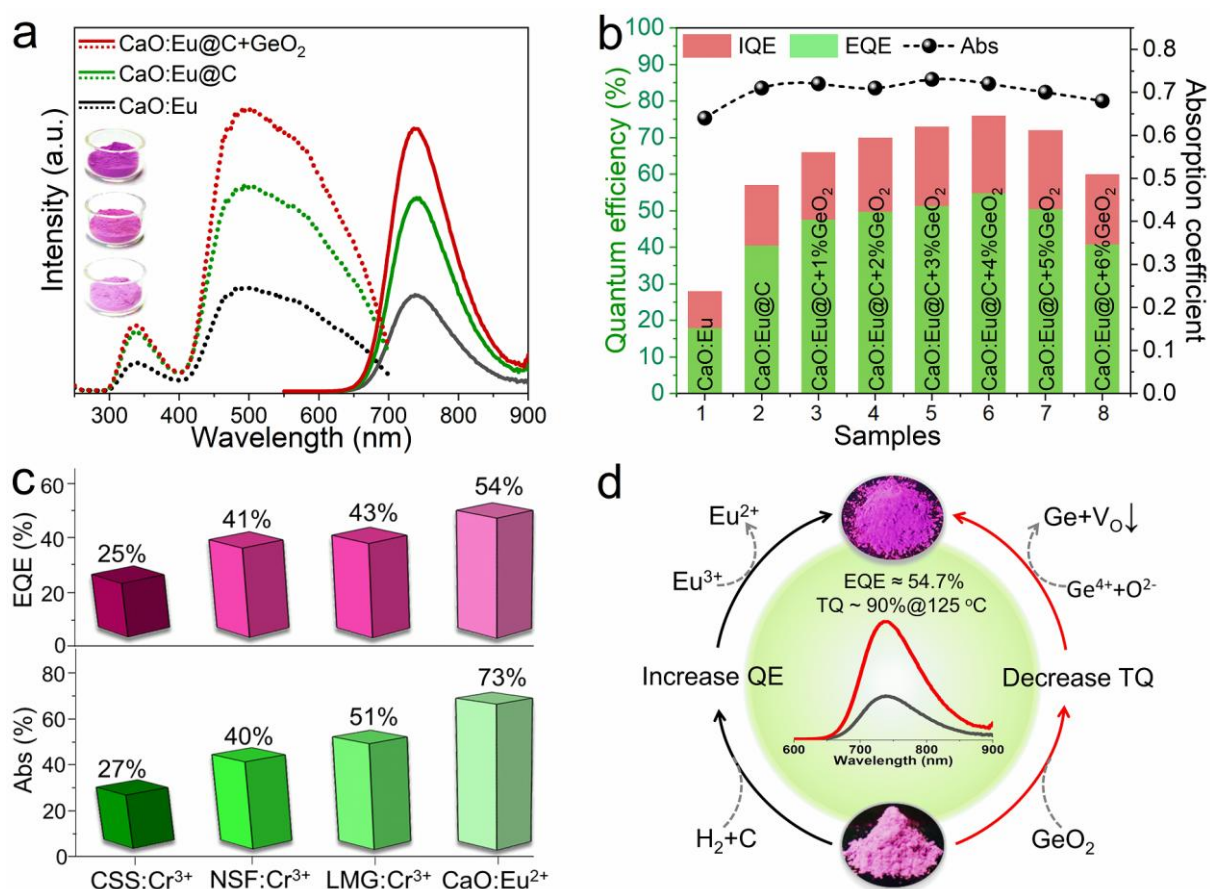 a
CaO:Eu@C+GeO₂
CaO:Eu@C
CaO:Eu
Intensity (a.u.)
300 400 500 600 700 800 900
Wavelength (nm)
b
IQE EQE Abs
Quantum efficiency (%)
100
90
80
70
60
50
40
30
20
10
0
CaO:Eu
CaO:Eu@C
CaO:Eu@C+1%GeO₂
CaO:Eu@C+2%GeO₂
CaO:Eu@C+3%GeO₂
CaO:Eu@C+4%GeO₂
CaO:Eu@C+5%GeO₂
CaO:Eu@C+6%GeO₂
0.8
0.7
0.6
0.5
0.4
0.3
0.2
0.1
0.0
Absorption coefficient
1 2 3 4 5 6 7 8
Samples
c
EQE (%)
60
40
20
0
25%
41%
43%
54%
Abs (%)
80
60
40
20
0
27%
40%
51%
73%
CSS:Cr³⁺ NSF:Cr³⁺ LMG:Cr³⁺ CaO:Eu²⁺
d
Eu²⁺
Eu³⁺
Ge+V_O↓
Ge⁴⁺+O²⁻
EQE ≈ 54.7%
TQ ~ 90%@125 °C
Increase QE
Decrease TQ
600 700 800 900
Wavelength (nm)
H₂+C
GeO₂